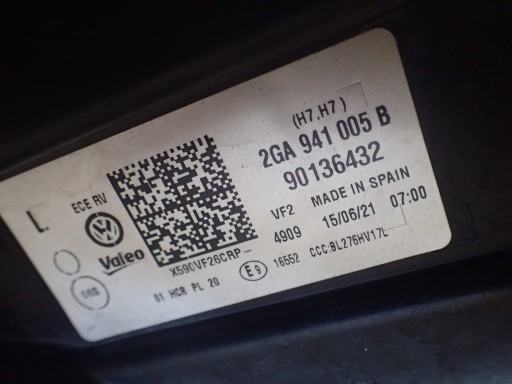 (H7,H7)
L
ECE RV
2GA 941 005 B
90136432
Valeo
VF2
MADE IN SPAIN
4909
15/06/21
07:00
X590VF26CRP-
01 HCR PL 20
E9
16552
CCC:BL276HV17L